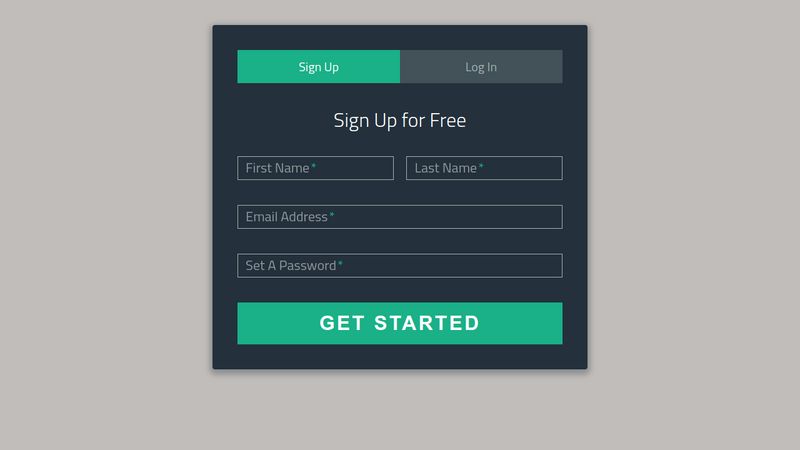 Sign Up Log In
Sign Up for Free
First Name* Last Name*
Email Address*
Set A Password*
GET STARTED